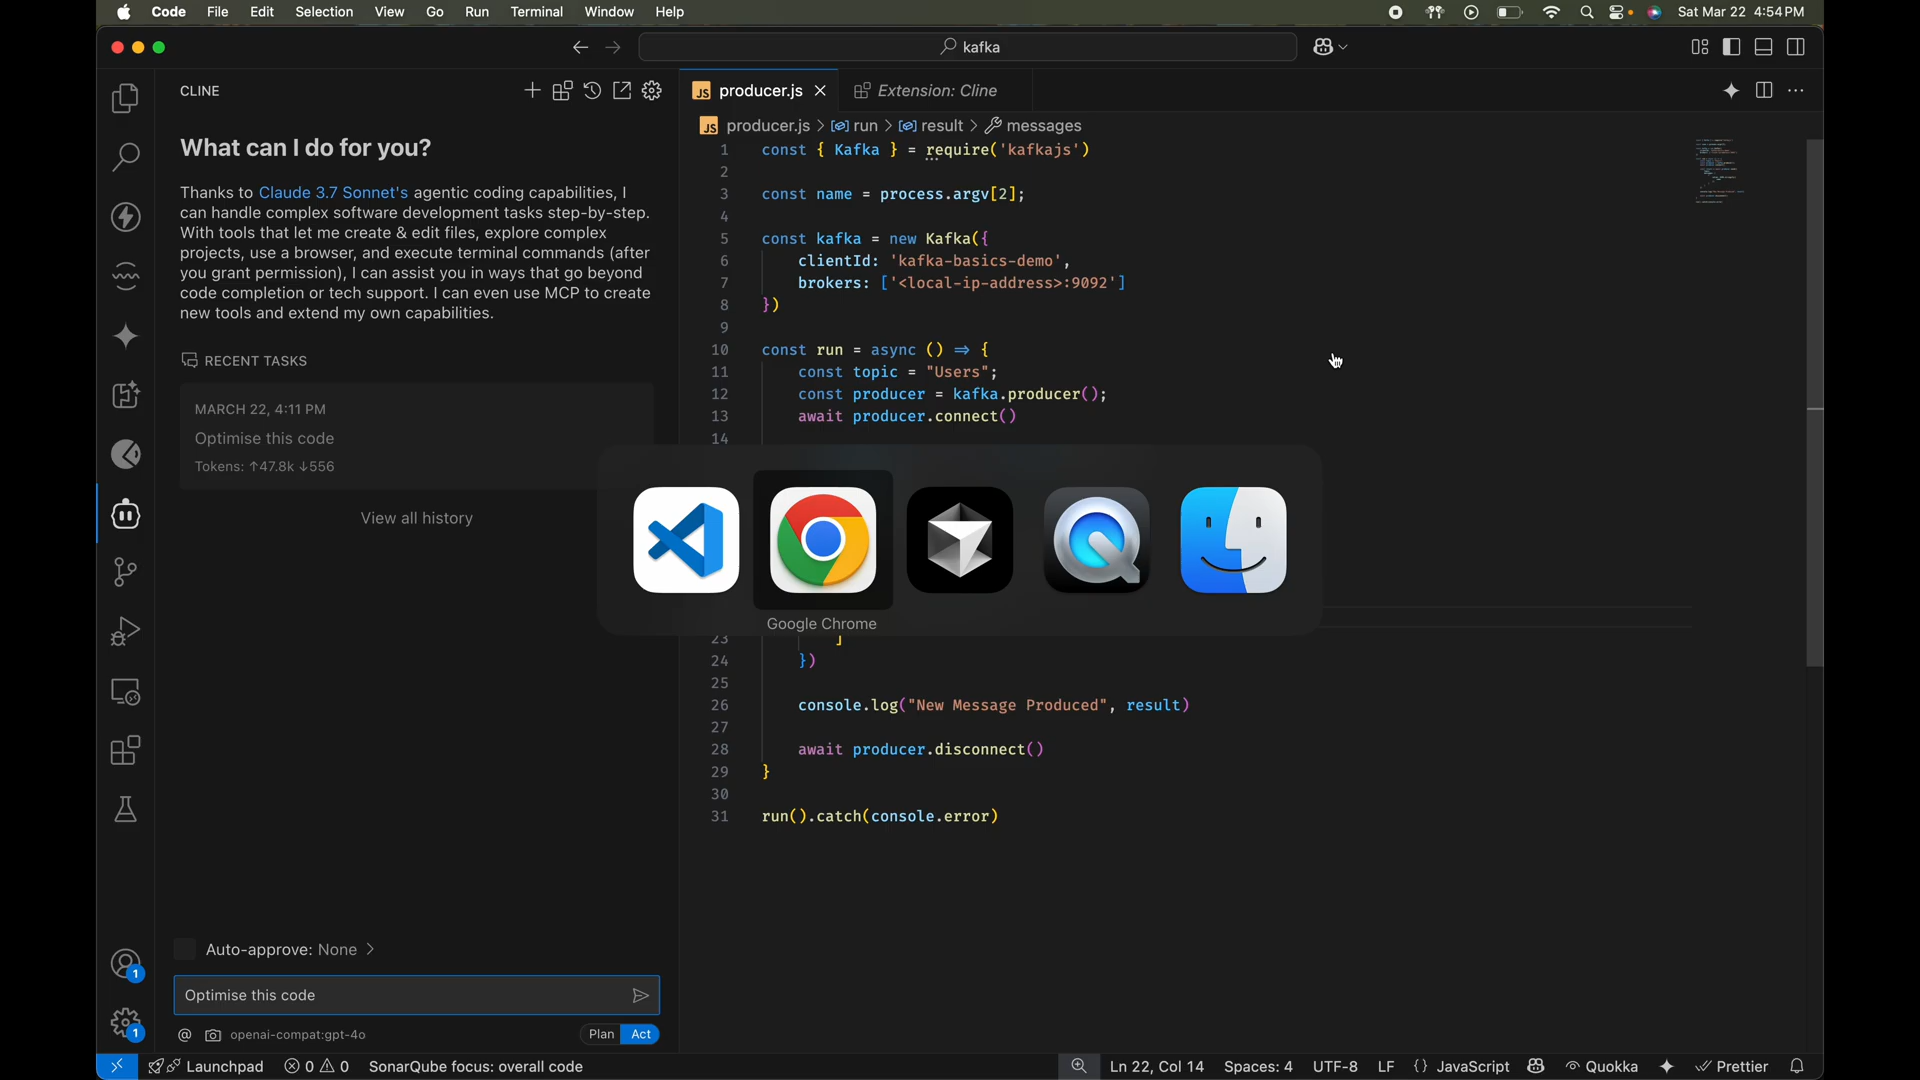 Code File Edit Selection View Go Run Terminal Window Help
Sat Mar 22 4:54 PM
kafka
CLINE
What can I do for you?
Thanks to Claude 3.7 Sonnet's agentic coding capabilities, I
can handle complex software development tasks step-by-step.
With tools that let me create & edit files, explore complex
projects, use a browser, and execute terminal commands (after
you grant permission), I can assist you in ways that go beyond
code completion or tech support. I can even use MCP to create
new tools and extend my own capabilities.
RECENT TASKS
MARCH 22, 4:11 PM
Optimise this code
Tokens: ↑47.8k ↓556
View all history
Auto-approve: None >
Optimise this code
@ openai-compat:gpt-4o
Plan Act
1
1
JS producer.js
Extension: Cline
JS producer.js > run > result > messages
1 const { Kafka } = require('kafkajs')
2
3 const name = process.argv[2];
4
5 const kafka = new Kafka({
6 clientId: 'kafka-basics-demo',
7 brokers: ['<local-ip-address>:9092']
8 })
9
10 const run = async () ⇒ {
11 const topic = "Users";
12 const producer = kafka.producer();
13 await producer.connect()
14
Google Chrome
23 ]
24 })
25
26 console.log("New Message Produced", result)
27
28 await producer.disconnect()
29 }
30
31 run().catch(console.error)
Launchpad 0 0 SonarQube focus: overall code
Ln 22, Col 14 Spaces: 4 UTF-8 LF {} JavaScript Quokka Prettier